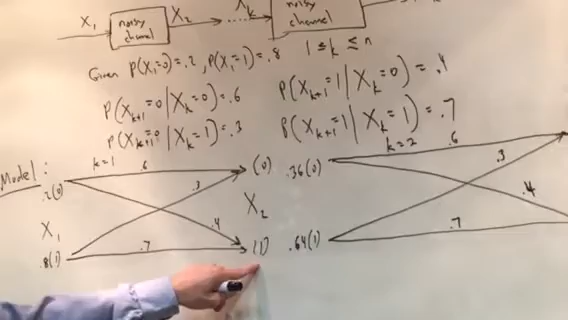 X₁ noisy channel X₂ ....... Xₖ noisy channel
1 ≤ k ≤ n
Given P(X₁=0)=.2, P(X₁=1)=.8
P(Xₖ₊₁=0|Xₖ=0)=.6 P(Xₖ₊₁=1|Xₖ=0)=.4
P(Xₖ₊₁=0|Xₖ=1)=.3 P(Xₖ₊₁=1|Xₖ=1)=.7
Model: k=1 k=2
.2(0) .6 .3 (0) .36(0) .6 .3
X₁ X₂
.8(1) .7 .4 (1) .64(1) .7 .4